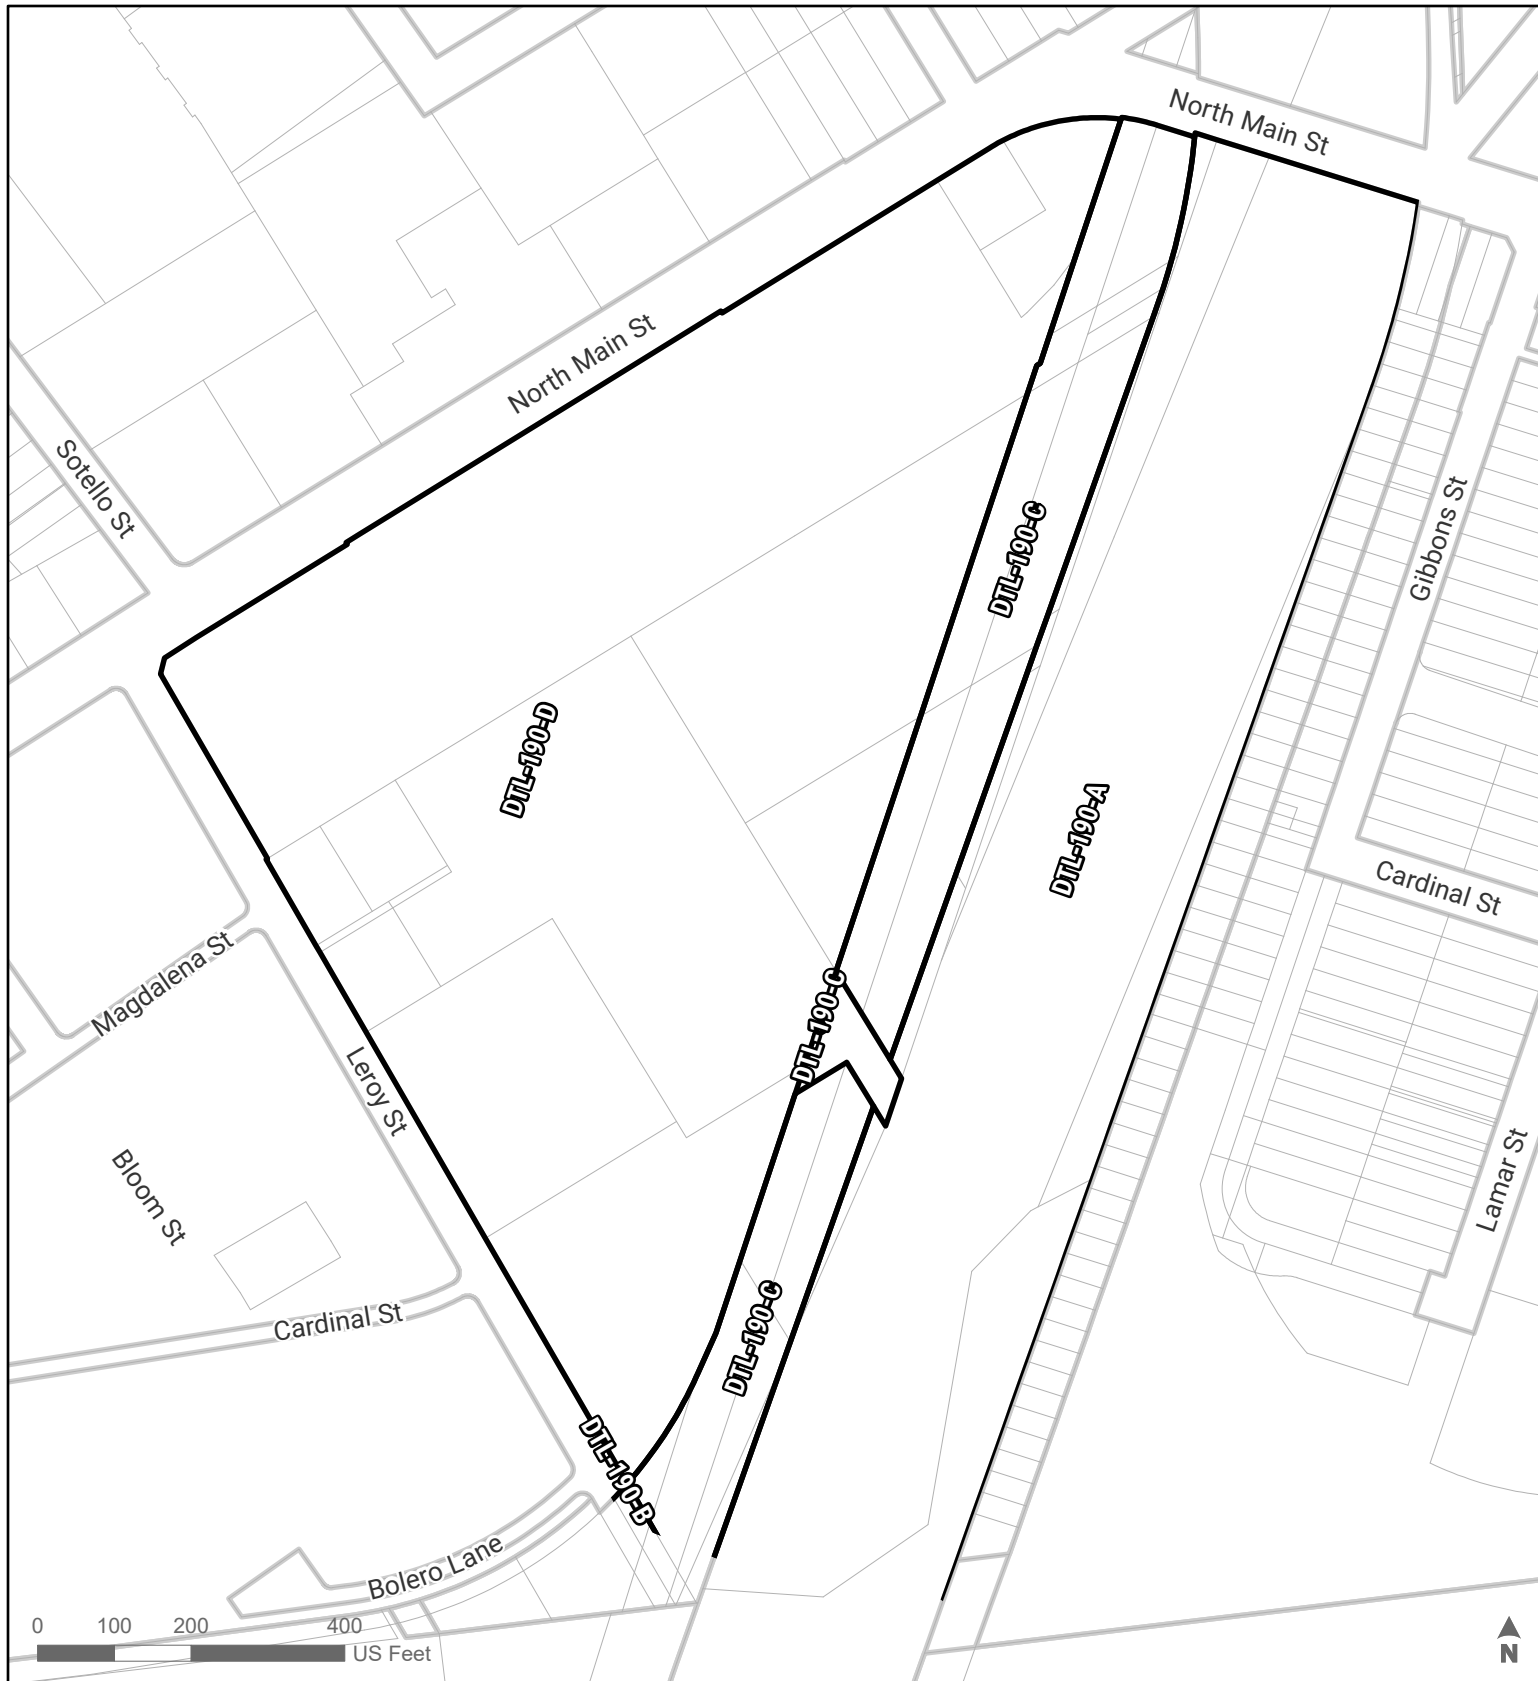 North Main St
North Main St
Sotello St
DTL-190-C
Gibbons St
DTL-190-D
DTL-190-A
Cardinal St
Magdalena St
DTL-190-C
Leroy St
Bloom St
Lamar St
Cardinal St
DTL-190-C
DTL-190-B
Bolero Lane
0 100 200 400
US Feet
N